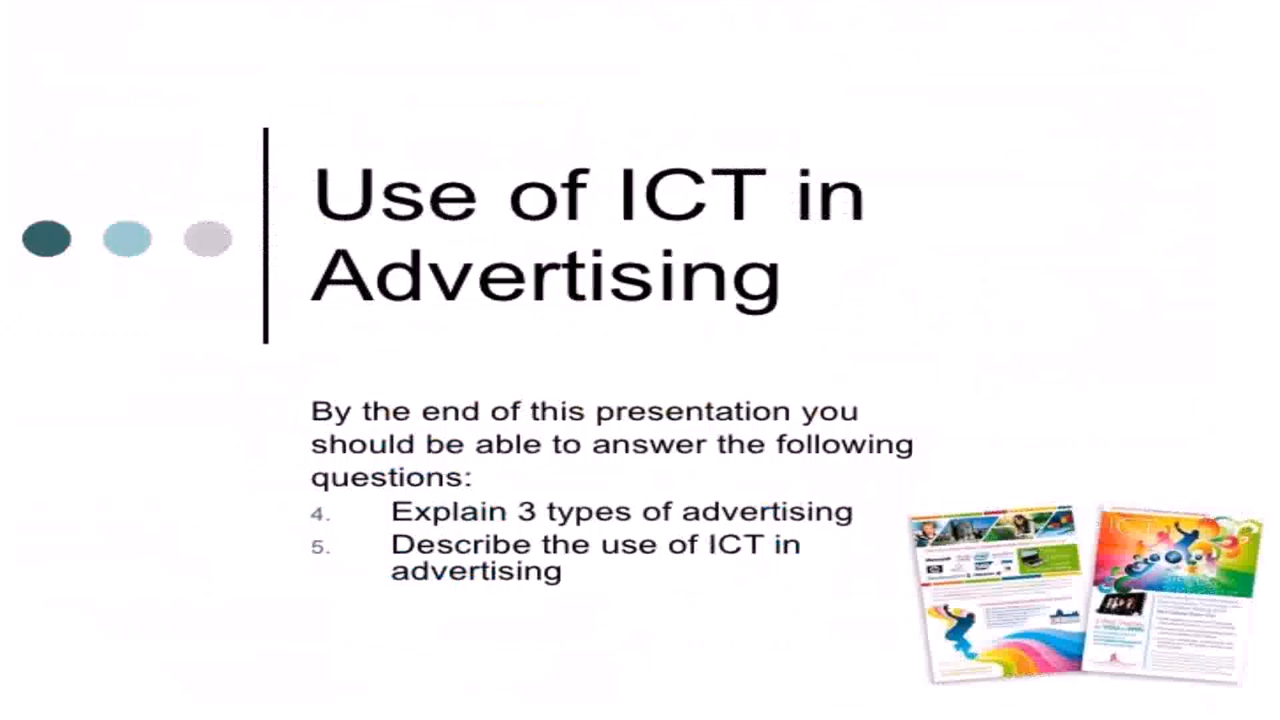 Use of ICT in
Advertising
By the end of this presentation you
should be able to answer the following
questions:
4. Explain 3 types of advertising
5. Describe the use of ICT in
advertising
ICT